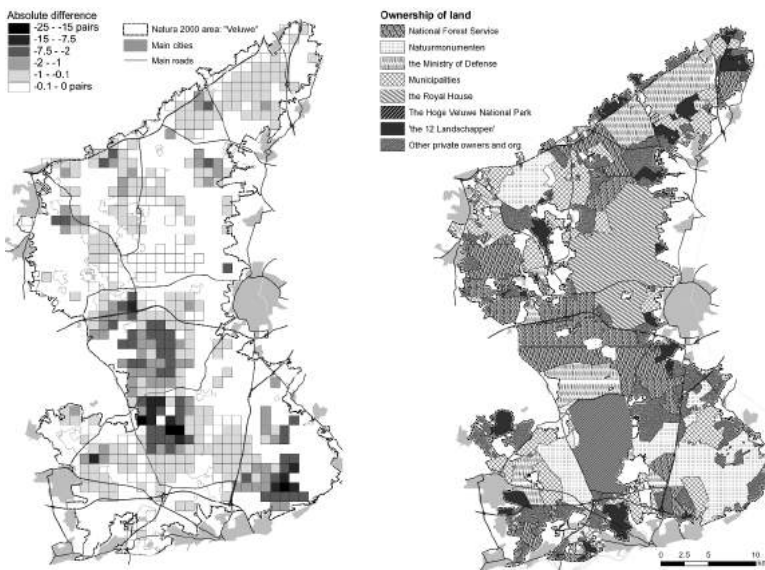 Absolute difference
-25 - -15 pairs
-15 - -7.5
-7.5 - -2
-2 - -1
-1 - -0.1
-0.1 - 0 pairs
Natura 2000 area: "Veluwe"
Main cities
Main roads
Ownership of land
National Forest Service
Natuurmonumenten
the Ministry of Defense
Municipalities
the Royal House
The Hoge Veluwe National Park
'the 12 Landschappen'
Other private owners and org.
0 2.5 5 10